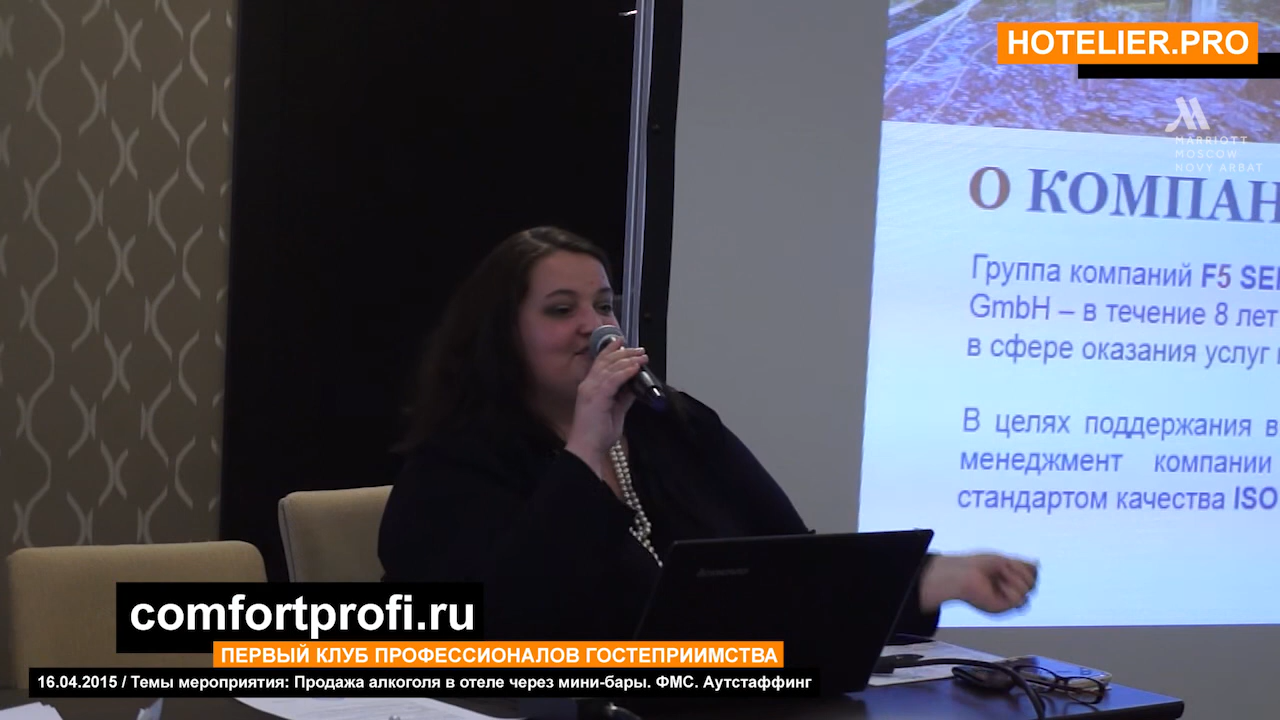 HOTELIER.PRO
MARRIOTT
MOSCOW
NOVY ARBAT
О КОМПАН
Группа компаний F5 SE
GmbH – в течение 8 лет
в сфере оказания услуг
В целях поддержания в
менеджмент компании
стандартом качества ISO
Lenovo
comfortprofi.ru
ПЕРВЫЙ КЛУБ ПРОФЕССИОНАЛОВ ГОСТЕПРИИМСТВА
16.04.2015 / Темы мероприятия: Продажа алкоголя в отеле через мини-бары. ФМС. Аутстаффинг